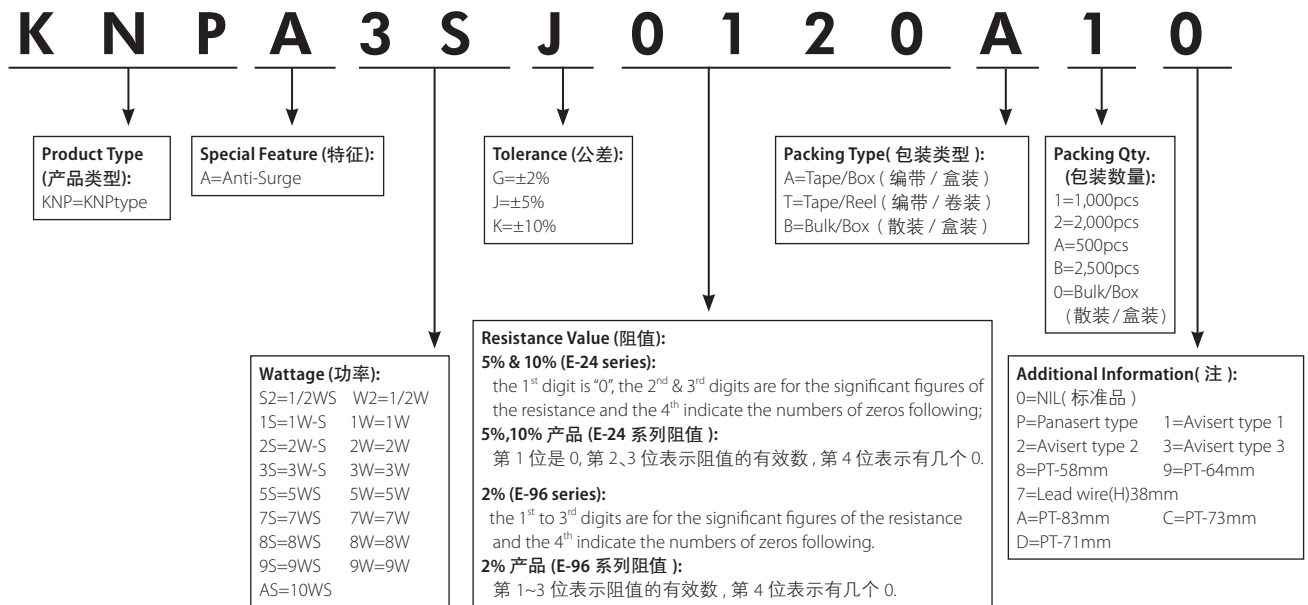 K N P A 3 S J 0 1 2 0 A 1 0
Product Type
(产品类型):
KNP=KNPtype
Special Feature (特征):
A=Anti-Surge
Tolerance (公差):
G=±2%
J=±5%
K=±10%
Packing Type( 包装类型 ):
A=Tape/Box ( 编带 / 盒装 )
T=Tape/Reel ( 编带 / 卷装 )
B=Bulk/Box ( 散装 / 盒装 )
Packing Qty.
(包装数量):
1=1,000pcs
2=2,000pcs
A=500pcs
B=2,500pcs
0=Bulk/Box
(散装/盒装)
Wattage (功率):
S2=1/2WS W2=1/2W
1S=1W-S 1W=1W
2S=2W-S 2W=2W
3S=3W-S 3W=3W
5S=5WS 5W=5W
7S=7WS 7W=7W
8S=8WS 8W=8W
9S=9WS 9W=9W
AS=10WS
Resistance Value (阻值):
5% & 10% (E-24 series):
the 1st digit is “0”, the 2nd & 3rd digits are for the significant figures of
the resistance and the 4th indicate the numbers of zeros following;
5%,10% 产品 (E-24 系列阻值 ):
第 1 位是 0, 第 2、3 位表示阻值的有效数 , 第 4 位表示有几个 0.
2% (E-96 series):
the 1st to 3rd digits are for the significant figures of the resistance
and the 4th indicate the numbers of zeros following.
2% 产品 (E-96 系列阻值 ):
第 1~3 位表示阻值的有效数 , 第 4 位表示有几个 0.
Additional Information( 注 ):
0=NIL( 标准品 )
P=Panasert type 1=Avisert type 1
2=Avisert type 2 3=Avisert type 3
8=PT-58mm 9=PT-64mm
7=Lead wire(H)38mm
A=PT-83mm C=PT-73mm
D=PT-71mm